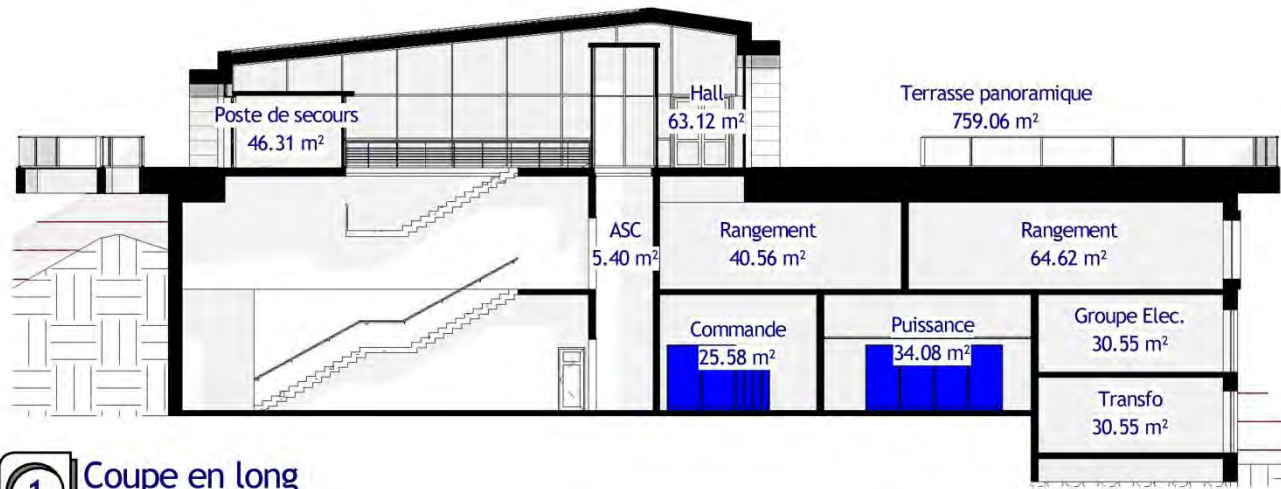 Poste de secours
46.31 m²
Hall
63.12 m²
Terrasse panoramique
759.06 m²
ASC
5.40 m²
Rangement
40.56 m²
Rangement
64.62 m²
Commande
25.58 m²
Puissance
34.08 m²
Groupe Elec.
30.55 m²
Transfo
30.55 m²
1
Coupe en long